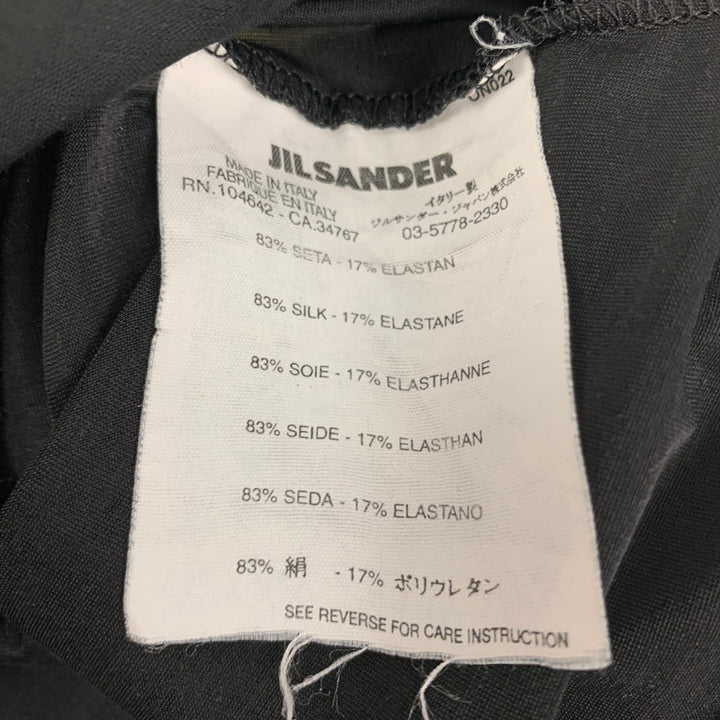 ON022
JIL SANDER
MADE IN ITALY
FABRIQUE EN ITALY
RN.104642 - CA.34767
イタリー製
ジルサンダー・ジャパン株式会社
03-5778-2330
83% SETA - 17% ELASTAN
83% SILK - 17% ELASTANE
83% SOIE - 17% ELASTHANNE
83% SEIDE - 17% ELASTHAN
83% SEDA - 17% ELASTANO
83% 絹 - 17% ポリウレタン
SEE REVERSE FOR CARE INSTRUCTION